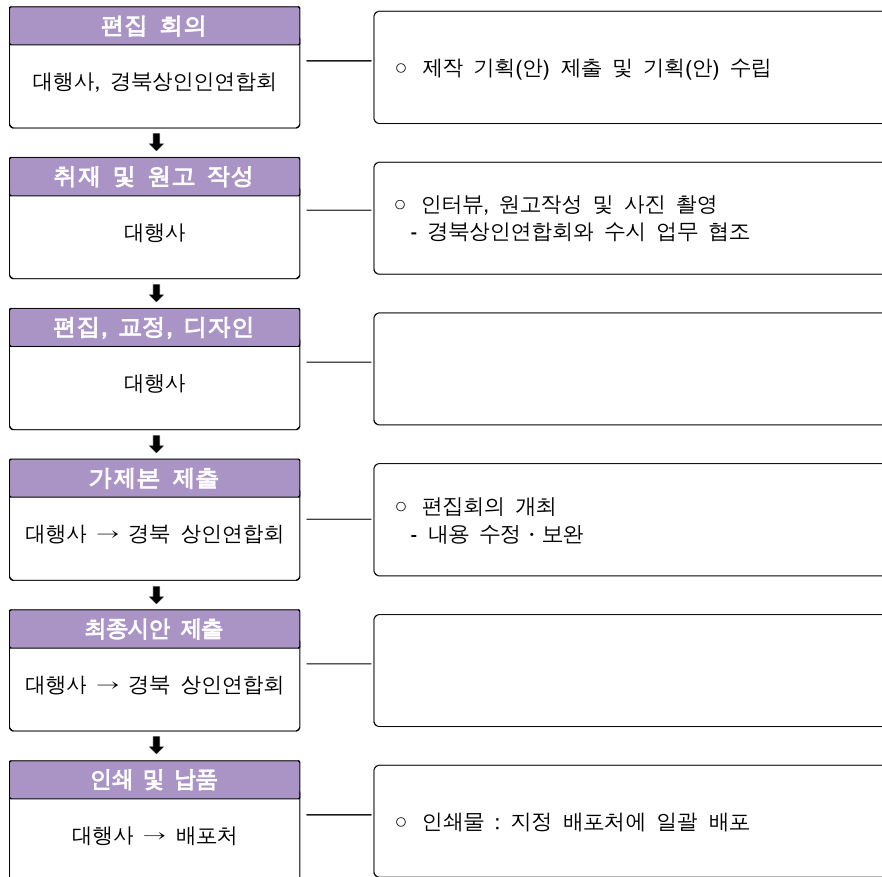 편집 회의
대행사, 경북상인인연합회
○ 제작 기획(안) 제출 및 기획(안) 수립
취재 및 원고 작성
대행사
○ 인터뷰, 원고작성 및 사진 촬영
- 경북상인연합회와 수시 업무 협조
편집, 교정, 디자인
대행사
가제본 제출
대행사 → 경북 상인연합회
○ 편집회의 개최
- 내용 수정 · 보완
최종시안 제출
대행사 → 경북 상인연합회
인쇄 및 납품
대행사 → 배포처
○ 인쇄물 : 지정 배포처에 일괄 배포